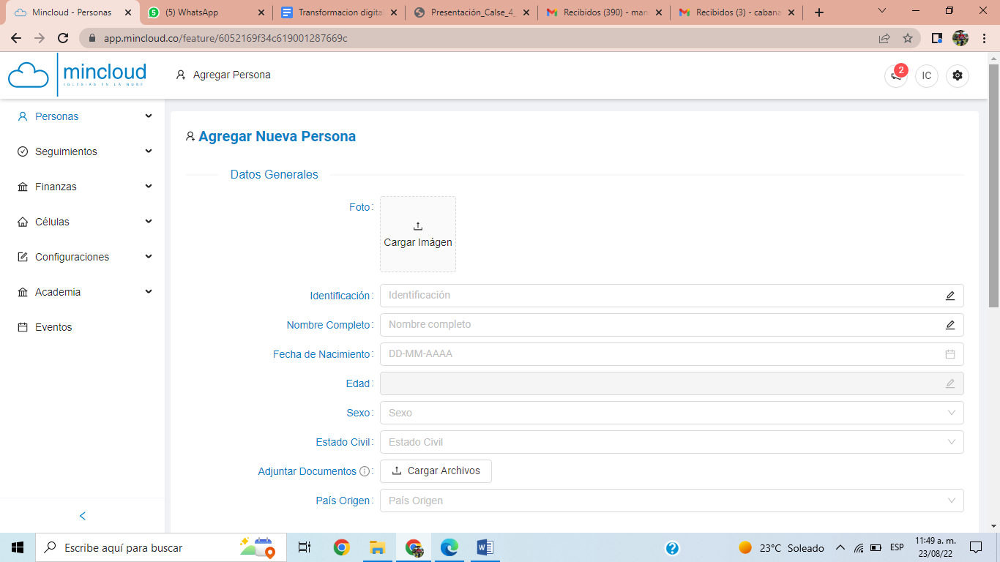 Mincloud - Personas
(5) WhatsApp
Transformacion digital
Presentación_Calse_4_
Recibidos (390) - man
Recibidos (3) - cabana
app.mincloud.co/feature/6052169f34c619001287669c
mincloud
IGLESIAS EN LA NUBE
Agregar Persona
2
IC
Personas
Seguimientos
Finanzas
Células
Configuraciones
Academia
Eventos
Agregar Nueva Persona
Datos Generales
Foto:
Cargar Imágen
Identificación: Identificación
Nombre Completo: Nombre completo
Fecha de Nacimiento: DD-MM-AAAA
Edad:
Sexo: Sexo
Estado Civil: Estado Civil
Adjuntar Documentos : Cargar Archivos
País Origen: País Origen
Escribe aquí para buscar
23°C Soleado
ESP
11:49 a. m.
23/08/22